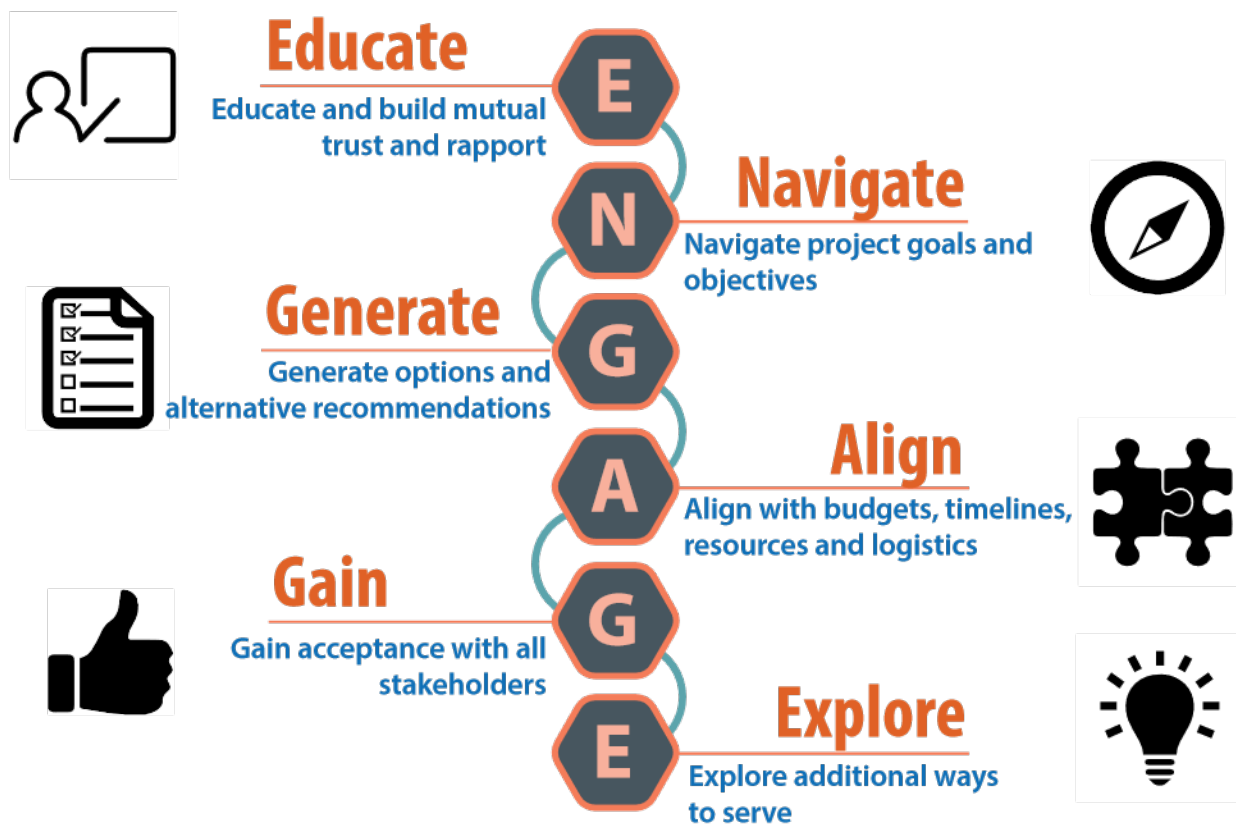 E
Educate
Educate and build mutual
trust and rapport
N
Navigate
Navigate project goals and
objectives
G
Generate
Generate options and
alternative recommendations
A
Align
Align with budgets, timelines,
resources and logistics
G
Gain
Gain acceptance with all
stakeholders
E
Explore
Explore additional ways
to serve